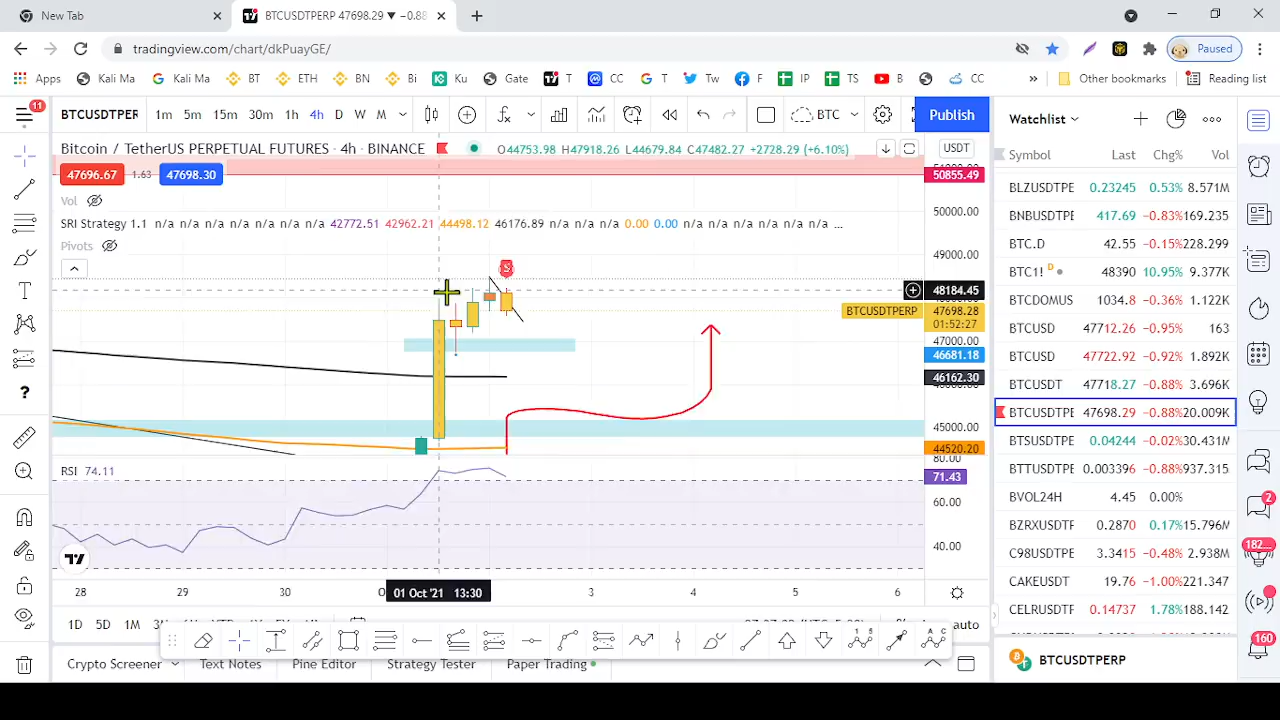 New Tab
BTCUSDTPERP 47698.29 ▼ −0.88
tradingview.com/chart/dkPuayGE/
Paused
Apps Kali Ma Kali Ma BT ETH BN Bi Ku Gate T CC T Tw F IP TS B CC » Other bookmarks Reading list
11 BTCUSDTPER 1m 5m 15m 30m 1h 4h D W M BTC Publish
Bitcoin / TetherUS PERPETUAL FUTURES · 4h · BINANCE O44753.98 H47918.26 L44679.84 C47482.27 +2728.29 (+6.10%) USDT
47696.67 1.63 47698.30
50855.49
Vol
50000.00
SRI Strategy 1.1 n/a n/a n/a n/a n/a n/a n/a n/a 42772.51 42962.21 44498.12 46176.89 n/a n/a n/a 0.00 0.00 n/a n/a n/a n/a n/a n/a n/a ...
Pivots
49000.00
S
48184.45
BTCUSDTPERP 47698.28
01:52:27
47000.00
46681.18
46162.30
45000.00
44520.20
80.00
RSI 74.11
71.43
60.00
40.00
28 29 30 01 Oct '21 13:30 3 4 5 6
1D 5D 1M auto
Crypto Screener Text Notes Pine Editor Strategy Tester Paper Trading
Watchlist
Symbol Last Chg% Vol
BLZUSDTPE 0.23245 0.53% 8.571M
BNBUSDTPE 417.69 −0.83% 169.235
BTC.D 42.55 −0.15% 228.299
BTC1! D 48390 10.95% 9.377K
BTCDOMUS 1034.8 −0.36% 1.122K
BTCUSD 47712.26 −0.95% 163
BTCUSD 47722.92 −0.92% 1.892K
BTCUSDT 47718.27 −0.88% 3.696K
BTCUSDTPE 47698.29 −0.88% 20.009K
BTSUSDTPE 0.04244 −0.02% 30.431M
BTTUSDTPE 0.003396 −0.88% 937.315
BVOL24H 4.45 0.00%
BZRXUSDTF 0.2870 0.17% 15.796M
C98USDTPE 3.3415 −0.48% 2.938M
CAKEUSDT 19.76 −1.00% 221.347
CELRUSDTF 0.14737 1.78% 188.142
BTCUSDTPERP
2
182...
160